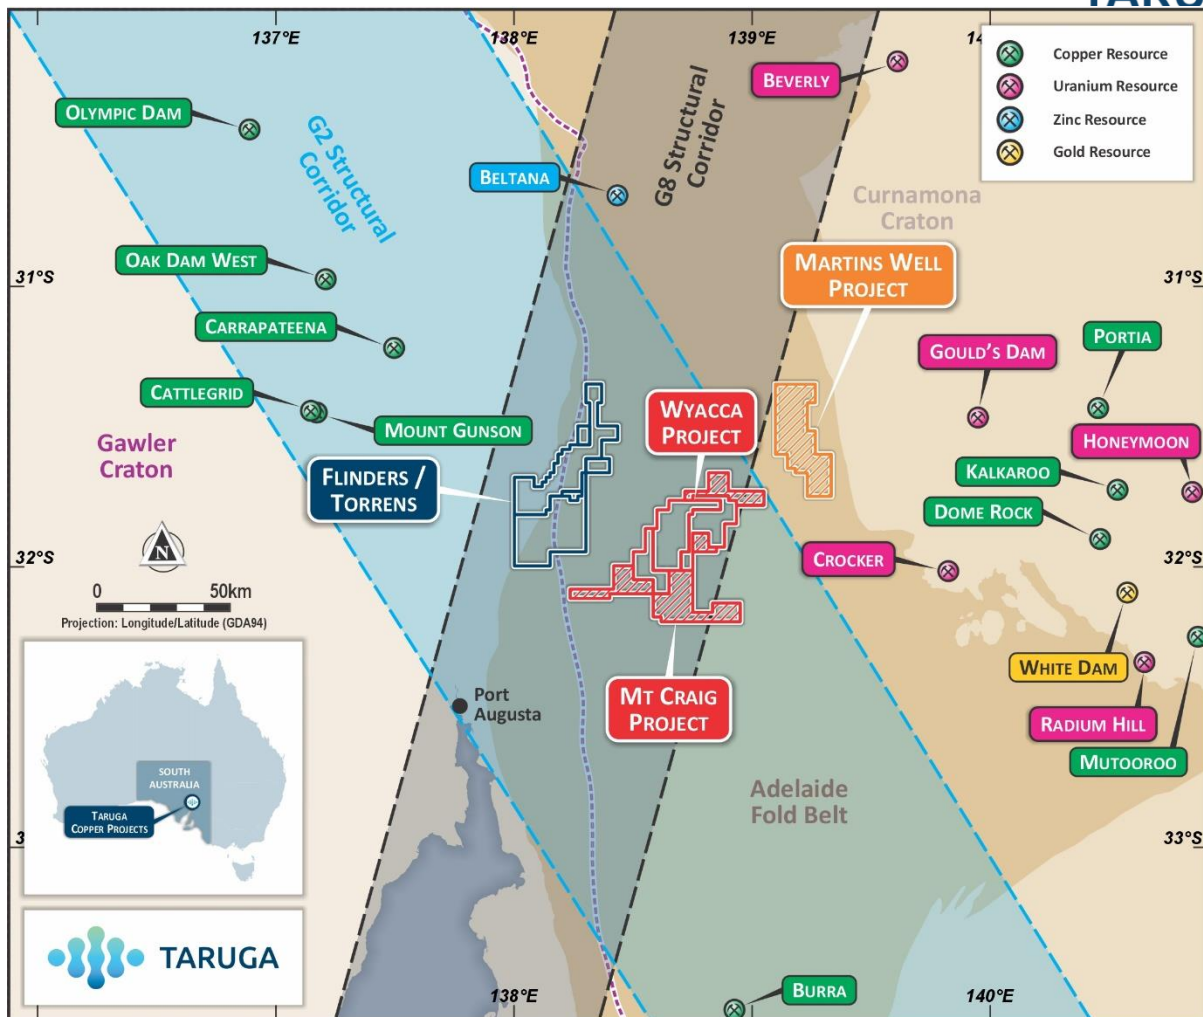 TARU
137°E
138°E
139°E
14
BEVERLY
Copper Resource
Uranium Resource
Zinc Resource
Gold Resource
OLYMPIC DAM
G2 Structural
Corridor
BELTANA
G8 Structural
Corridor
Curnamona
Craton
OAK DAM WEST
31°S
MARTINS WELL
PROJECT
31°S
CARRAPATEENA
GOULD'S DAM
PORTIA
CATTLEGRID
MOUNT GUNSON
WYACCA
PROJECT
HONEYMOON
Gawler
Craton
FLINDERS /
TORRENS
KALKAROO
DOME ROCK
N
32°S
CROCKER
32°S
0 50km
Projection: Longitude/Latitude (GDA94)
WHITE DAM
Port
Augusta
MT CRAIG
PROJECT
RADIUM HILL
MUTOOROO
SOUTH
AUSTRALIA
TARUGA
COPPER PROJECTS
Adelaide
Fold Belt
3
33°S
TARUGA
138°E
BURRA
140°E